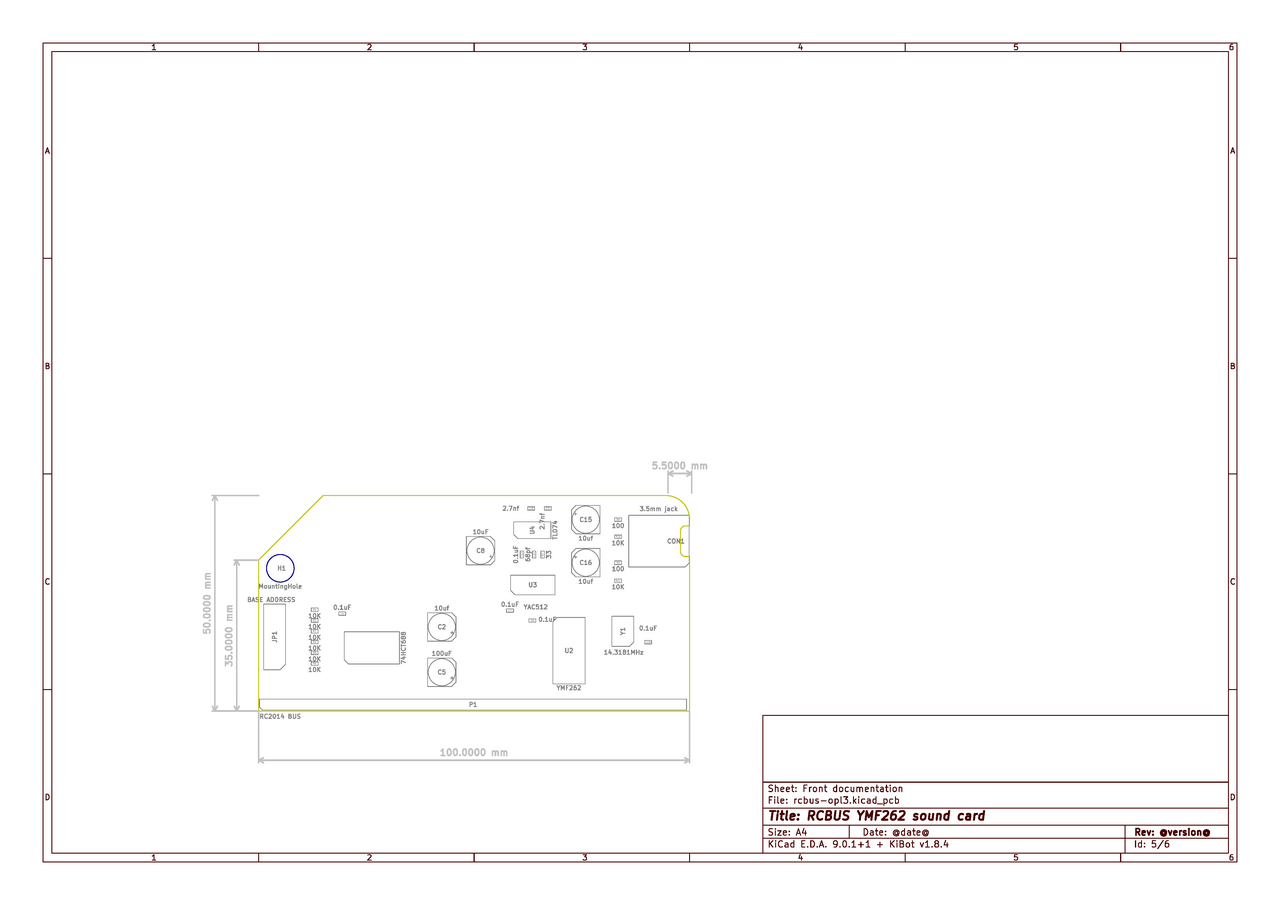 1 2 3 4 5 6
A A
B B
C C
D D
5.5000 mm
50.0000 mm
35.0000 mm
100.0000 mm
2.7nf
2.7nf
U4
TL074
C15
10uf
100
10K
3.5mm jack
CON1
10uF
C8
0.1uF
68pf
33
C16
10uf
100
10K
H1
MountingHole
U3
YAC512
BASE ADDRESS
JP1
10K
10K
10K
10K
10K
10K
0.1uF
74HCT688
10uf
C2
100uF
C5
0.1uF
0.1uF
U2
YMF262
Y1
0.1uF
14.3181MHz
P1
RC2014 BUS
Sheet: Front documentation
File: rcbus-opl3.kicad_pcb
Title: RCBUS YMF262 sound card
Size: A4 Date: @date@ Rev: @version@
KiCad E.D.A. 9.0.1+1 + KiBot v1.8.4 Id: 5/6
1 2 3 4 5 6